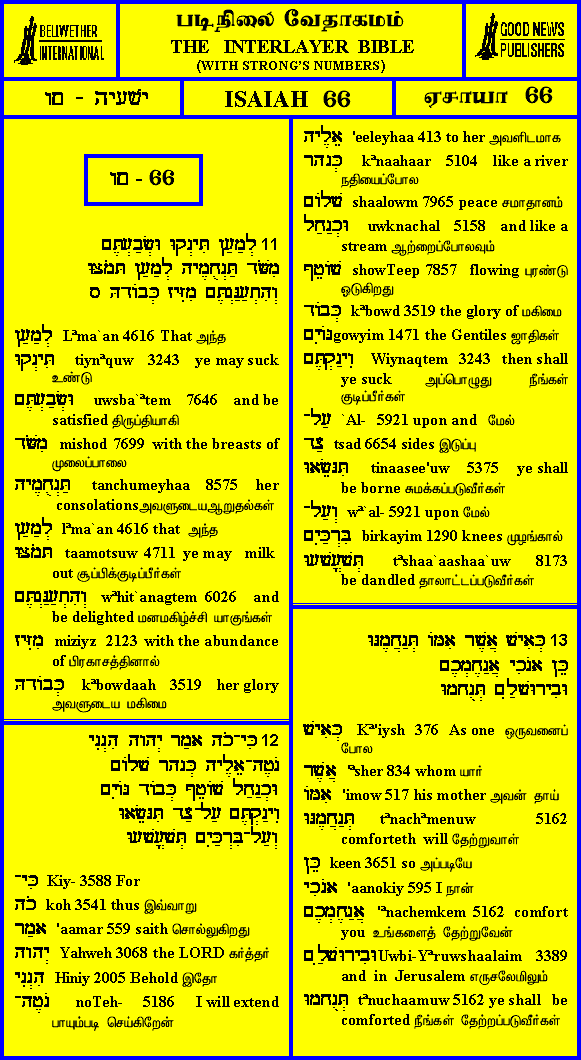 BELLWETHER
INTERNATIONAL
படிநிலை வேதாகமம்
THE INTERLAYER BIBLE
(WITH STRONG'S NUMBERS)
GOOD NEWS
PUBLISHERS
ישעיה - סו
ISAIAH 66
ஏசாயா 66
סו - 66
11 לְמַעַן תִּינְקוּ וּשְׂבַעְתֶּם
מִשֹּׁד תַּנְחֻמֶיהָ לְמַעַן תָּמֹצּוּ
וְהִתְעַנַּגְתֶּם מִזִּיז כְּבוֹדָהּ ס
לְמַעַן Lªma`an 4616 That அந்த
תִּינְקוּ tiynªquw 3243 ye may suck
உண்டு
וּשְׂבַעְתֶּם uwsba`ªtem 7646 and be
satisfied திருப்தியாகி
מִשֹּׁד mishod 7699 with the breasts of
முலைப்பாலை
תַּנְחֻמֶיהָ tanchumeyhaa 8575 her
consolations அவளுடையஆறுதல்கள்
לְמַעַן lªma`an 4616 that அந்த
תָּמֹצּוּ taamotsuw 4711 ye may milk
out சூப்பிக்குடிப்பீர்கள்
וְהִתְעַנַּגְתֶּם wªhit`anagtem 6026 and
be delighted மனமகிழ்ச்சி யாகுங்கள்
מִזִּיז miziyz 2123 with the abundance
of பிரகாசத்தினால்
כְּבוֹדָהּ kªbowdaah 3519 her glory
அவளுடைய மகிமை
12 כִּי־כֹה אָמַר יְהוָה הִנְנִי
נֹטֶה־אֵלֶיהָ כְּנָהָר שָׁלוֹם
וּכְנַחַל שׁוֹטֵף כְּבוֹד גּוֹיִם
וִינַקְתֶּם עַל־צַד תִּנָּשֵׂאוּ
וְעַל־בִּרְכַּיִם תְּשָׁעֳשָׁעוּ
כִּי־ Kiy- 3588 For
כֹה koh 3541 thus இவ்வாறு
אָמַר 'aamar 559 saith சொல்லுகிறது
יְהוָה Yahweh 3068 the LORD கர்த்தர்
הִנְנִי Hiniy 2005 Behold இதோ
נֹטֶה־ noTeh- 5186 I will extend
பாயும்படி செய்கிறேன்
אֵלֶיהָ 'eeleyhaa 413 to her அவளிடமாக
כְּנָהָר kªnaahaar 5104 like a river
நதியைப்போல
שָׁלוֹם shaalowm 7965 peace சமாதானம்
וּכְנַחַל uwknachal 5158 and like a
stream ஆற்றைப்போலவும்
שׁוֹטֵף showTeep 7857 flowing புரண்டு
ஓடுகிறது
כְּבוֹד kªbowd 3519 the glory of மகிமை
גּוֹיִם gowyim 1471 the Gentiles ஜாதிகள்
וִינַקְתֶּם Wiynaqtem 3243 then shall
ye suck அப்பொழுது நீங்கள்
குடிப்பீர்கள்
עַל־ `Al- 5921 upon and மேல்
צַד tsad 6654 sides இடுப்பு
תִּנָּשֵׂאוּ tinaasee'uw 5375 ye shall
be borne சுமக்கப்படுவீர்கள்
וְעַל־ wª`al- 5921 upon மேல்
בִּרְכַּיִם birkayim 1290 knees முழங்கால்
תְּשָׁעֳשָׁעוּ tªshaa`aashaa`uw 8173
be dandled தாலாட்டப்படுவீர்கள்
13 כְּאִישׁ אֲשֶׁר אִמּוֹ תְּנַחֲמֶנּוּ
כֵּן אָנֹכִי אֲנַחֶמְכֶם
וּבִירוּשָׁלִַם תְּנֻחָמוּ
כְּאִישׁ Kª'iysh 376 As one ஒருவனைப்
போல
אֲשֶׁר ªsher 834 whom யார்
אִמּוֹ 'imow 517 his mother அவன் தாய்
תְּנַחֲמֶנּוּ tªnachªmenuw 5162
comforteth will தேற்றுவாள்
כֵּן keen 3651 so அப்படியே
אָנֹכִי 'aanokiy 595 I நான்
אֲנַחֶמְכֶם 'ªnachemkem 5162 comfort
you உங்களைத் தேற்றுவேன்
וּבִירוּשָׁלִַם Uwbi-Yªruwshaalaim 3389
and in Jerusalem எருசலேமிலும்
תְּנֻחָמוּ tªnuchaamuw 5162 ye shall be
comforted நீங்கள் தேற்றப்படுவீர்கள்